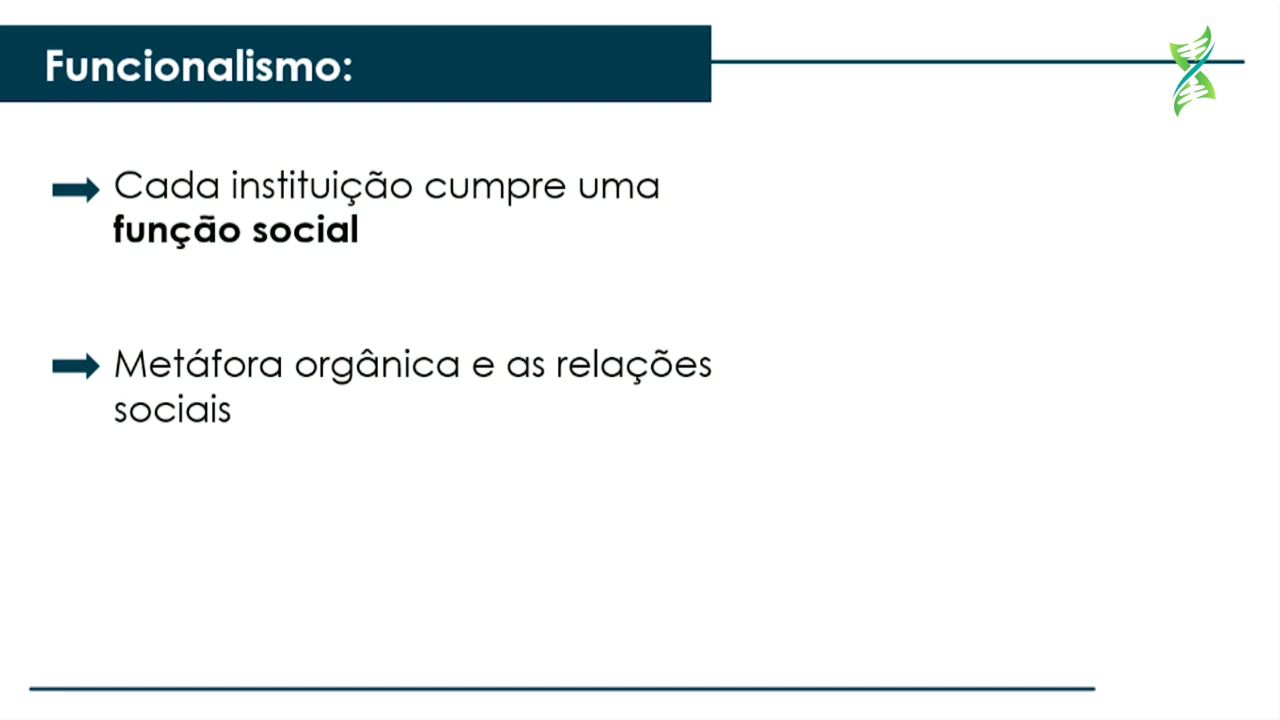 Funcionalismo:
Cada instituição cumpre uma
função social
Metáfora orgânica e as relações
sociais